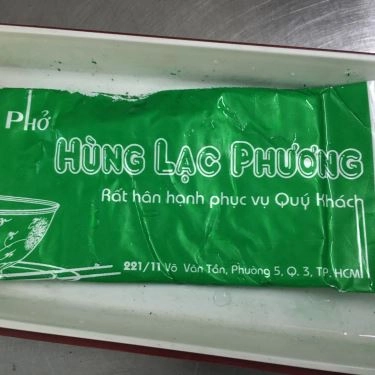 Phở
HÙNG LẠC PHƯƠNG
Rất hân hạnh phục vụ Quý Khách
221/11 Võ Văn Tần, Phường 5, Q. 3, TP.HCM